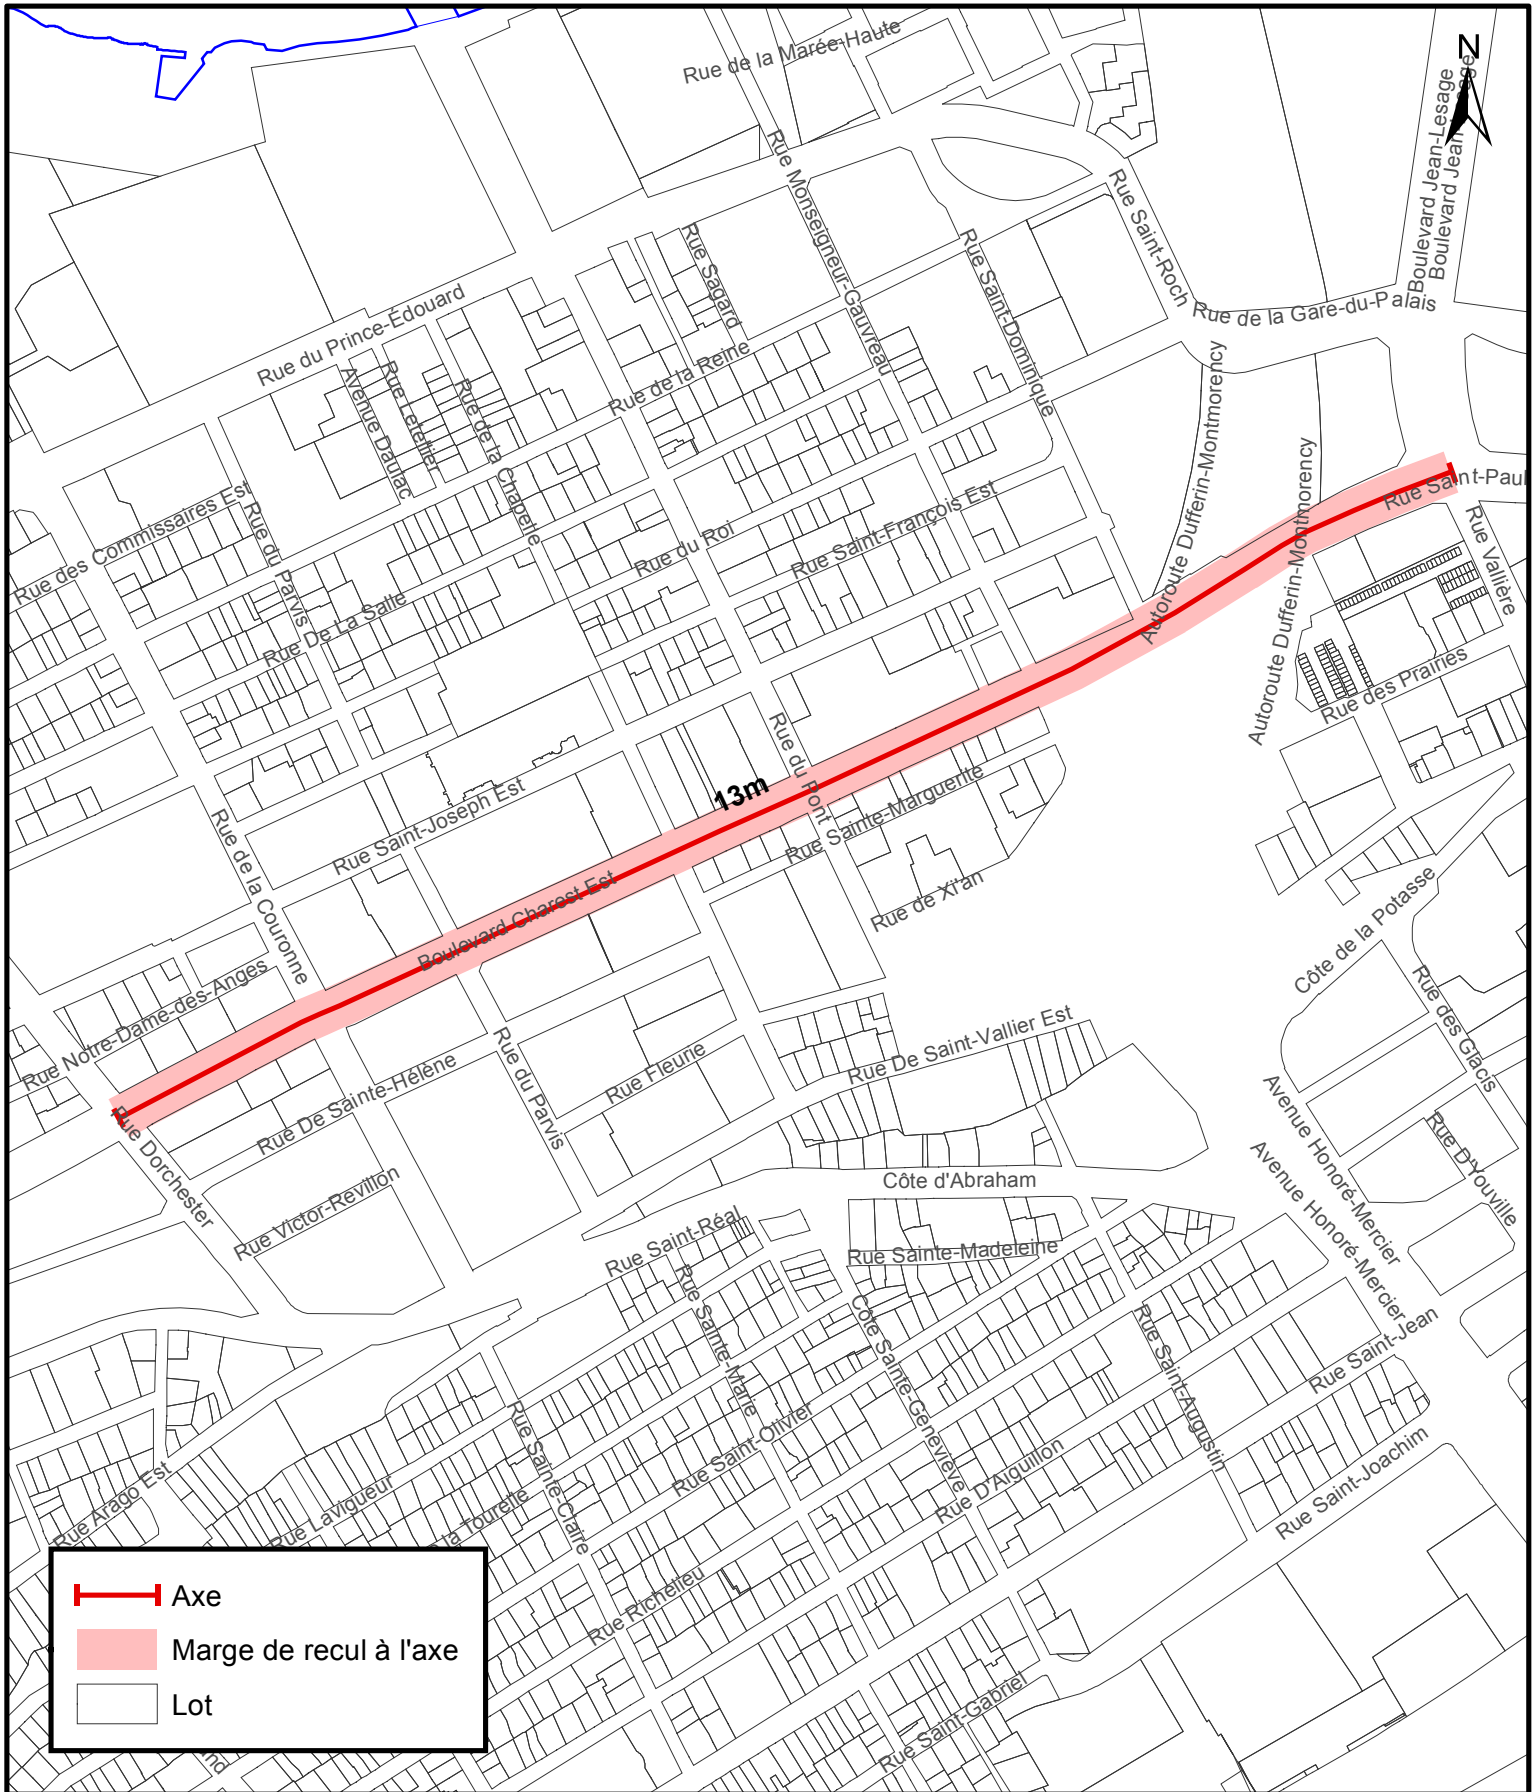 Rue de la Marée-Haute
N
Boulevard Jean-Lesage
Rue Monseigneur-Gauvreau
Rue Saint-Roch
Rue Sagard
Rue Saint-Dominique
Rue de la Gare-du-Palais
Rue du Prince-Édouard
Rue de la Reine
Avenue Daulac
Rue Letellier
Rue de la Chapelle
Autoroute Dufferin-Montmorency
Autoroute Dufferin-Montmorency
Rue Saint-Paul
Rue des Commissaires Est
Rue du Parvis
Rue Saint-François Est
Rue du Roi
Rue Vallière
Rue De La Salle
Rue des Prairies
Rue du Pont
13m
Rue Saint-Joseph Est
Rue Sainte-Marguerite
Rue de la Couronne
Boulevard Charest Est
Rue de Xi'an
Côte de la Potasse
Rue Notre-Dame-des-Anges
Rue des Glacis
Rue De Saint-Vallier Est
Rue du Parvis
Rue Fleurie
Rue De Sainte-Hélène
Rue Dorchester
Avenue Honoré-Mercier
Avenue Honoré-Mercier
Rue D'Youville
Côte d'Abraham
Rue Victor-Revillon
Rue Saint-Réal
Rue Sainte-Madeleine
Rue Sainte-Marie
Côte Sainte-Geneviève
Rue Saint-Augustin
Rue Saint-Jean
Rue Sainte-Claire
Rue Saint-Olivier
Rue D'Aiguillon
Rue Saint-Joachim
Rue Arago Est
Rue Lavigueur
la Tourelle
Rue Richelieu
Rue Saint-Gabriel
Axe
Marge de recul à l'axe
Lot